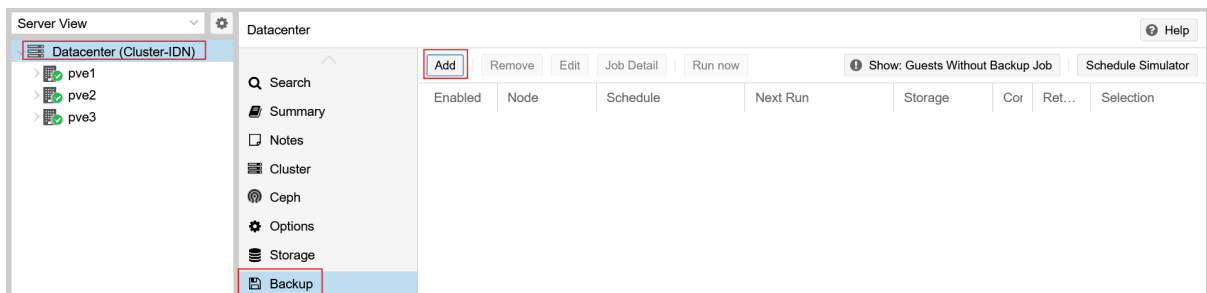 Server View
Datacenter (Cluster-IDN)
pve1
pve2
pve3
Datacenter
Help
Search
Summary
Notes
Cluster
Ceph
Options
Storage
Backup
Add Remove Edit Job Detail Run now Show: Guests Without Backup Job Schedule Simulator
Enabled Node Schedule Next Run Storage Cor Ret... Selection